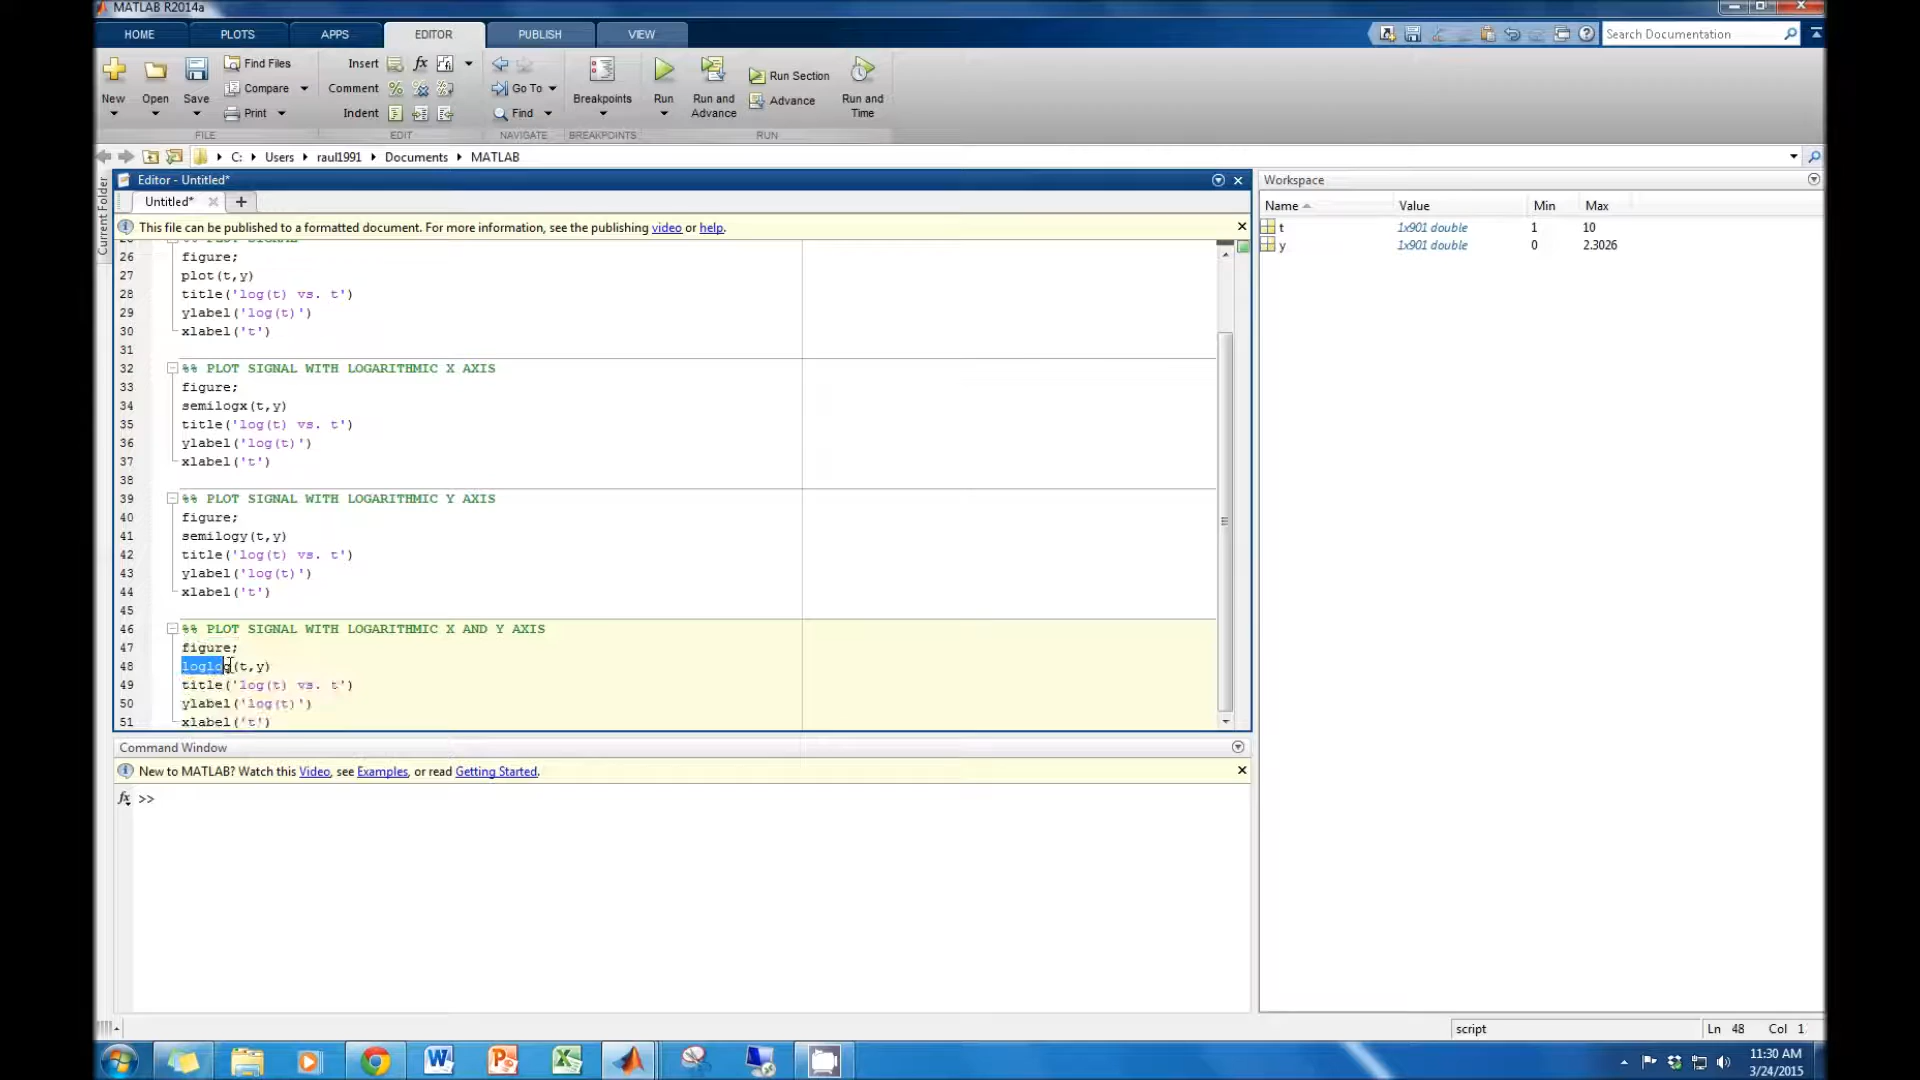 MATLAB R2014a
HOME PLOTS APPS EDITOR PUBLISH VIEW
Search Documentation
New Open Save
Find Files
Compare
Print
FILE
Insert fx
Comment
Indent
EDIT
Go To
Find
NAVIGATE
Breakpoints
BREAKPOINTS
Run
Run and Advance
Run Section
Advance
Run and Time
RUN
C: Users raul1991 Documents MATLAB
Current Folder
Editor - Untitled*
Untitled*
This file can be published to a formatted document. For more information, see the publishing video or help.
%% PLOT SIGNAL
26 figure;
27 plot(t,y)
28 title('log(t) vs. t')
29 ylabel('log(t)')
30 xlabel('t')
31
32 %% PLOT SIGNAL WITH LOGARITHMIC X AXIS
33 figure;
34 semilogx(t,y)
35 title('log(t) vs. t')
36 ylabel('log(t)')
37 xlabel('t')
38
39 %% PLOT SIGNAL WITH LOGARITHMIC Y AXIS
40 figure;
41 semilogy(t,y)
42 title('log(t) vs. t')
43 ylabel('log(t)')
44 xlabel('t')
45
46 %% PLOT SIGNAL WITH LOGARITHMIC X AND Y AXIS
47 figure;
48 loglog(t,y)
49 title('log(t) vs. t')
50 ylabel('log(t)')
51 xlabel('t')
Command Window
New to MATLAB? Watch this Video, see Examples, or read Getting Started.
fx >>
Workspace
Name Value Min Max
t 1x901 double 1 10
y 1x901 double 0 2.3026
script Ln 48 Col 1
11:30 AM
3/24/2015